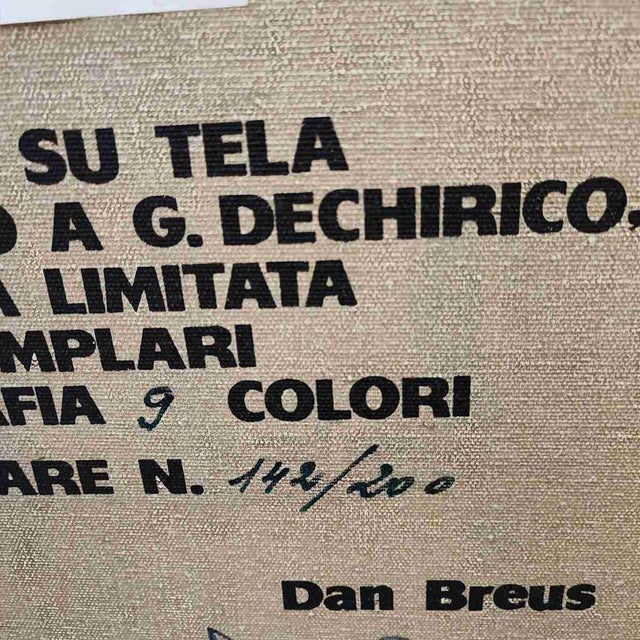 SU TELA
O A G. DECHIRICO,
A LIMITATA
MPLARI
AFIA 9 COLORI
ARE N. 142/200
Dan Breus